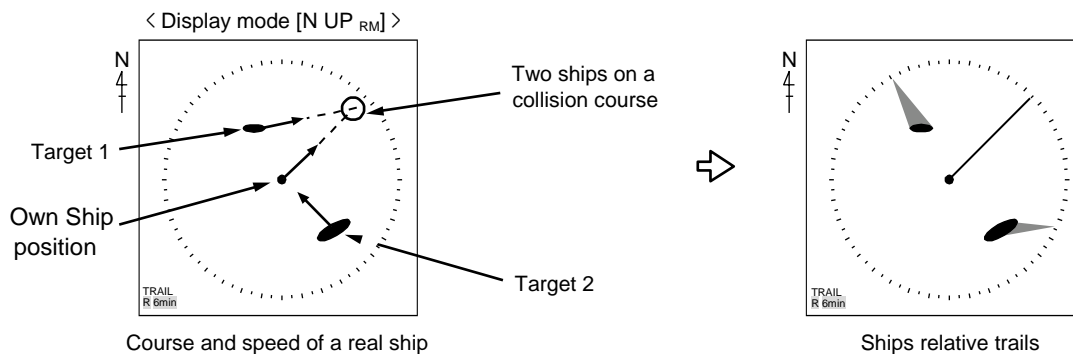 < Display mode [N UP RM] >
N
Two ships on a
collision course
Target 1
Own Ship
position
Target 2
TRAIL
R 6min
Course and speed of a real ship
N
TRAIL
R 6min
Ships relative trails